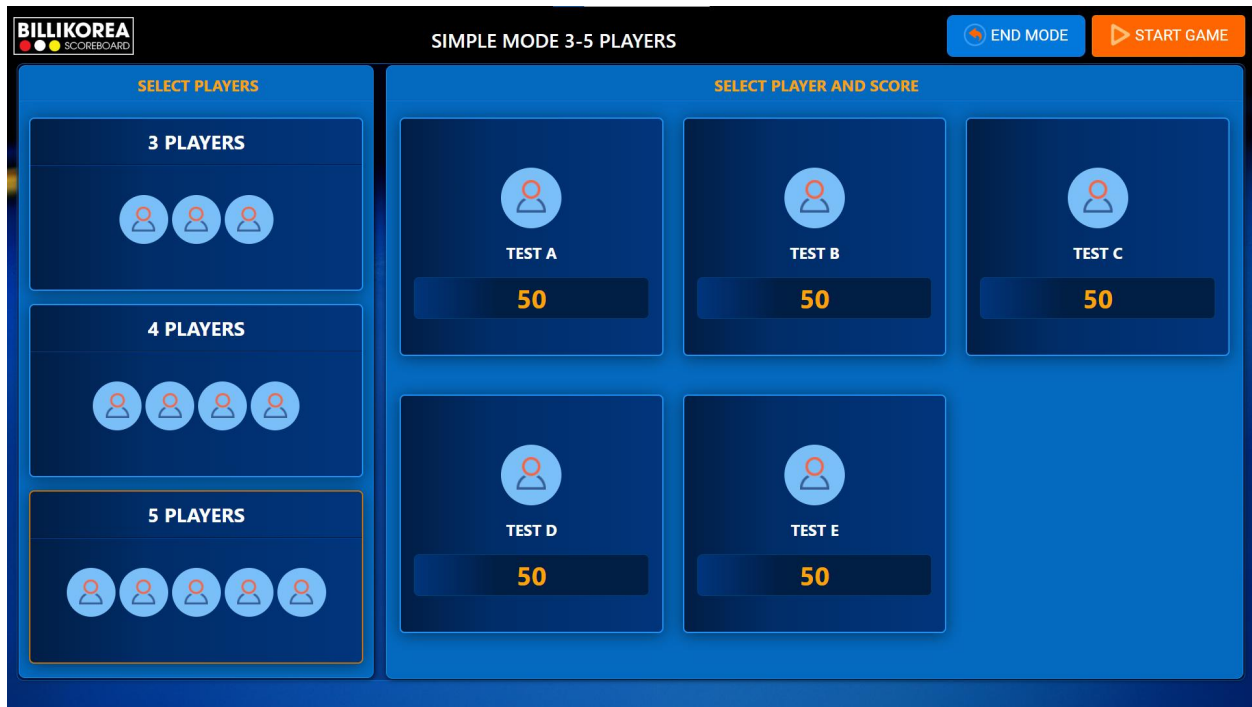 BILLIKOREA
SCOREBOARD
SIMPLE MODE 3-5 PLAYERS
END MODE
START GAME
SELECT PLAYERS
3 PLAYERS
4 PLAYERS
5 PLAYERS
SELECT PLAYER AND SCORE
TEST A
50
TEST B
50
TEST C
50
TEST D
50
TEST E
50